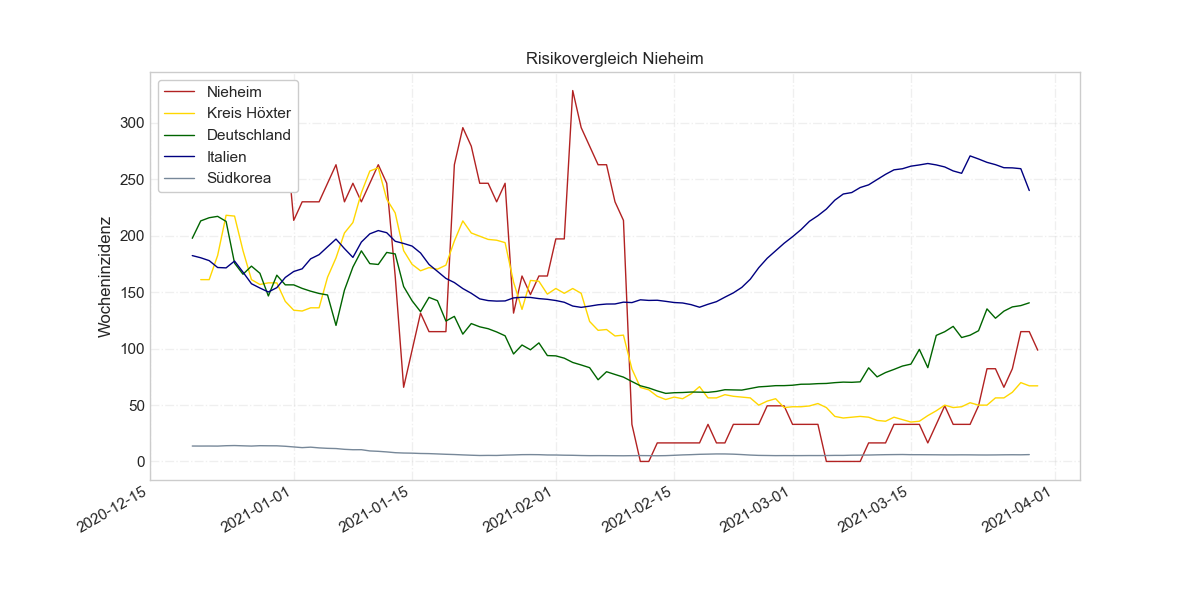 Risikovergleich Nieheim
Nieheim
Kreis Höxter
Deutschland
Italien
Südkorea
Wocheninzidenz
300
250
200
150
100
50
0
2020-12-15
2021-01-01
2021-01-15
2021-02-01
2021-02-15
2021-03-01
2021-03-15
2021-04-01